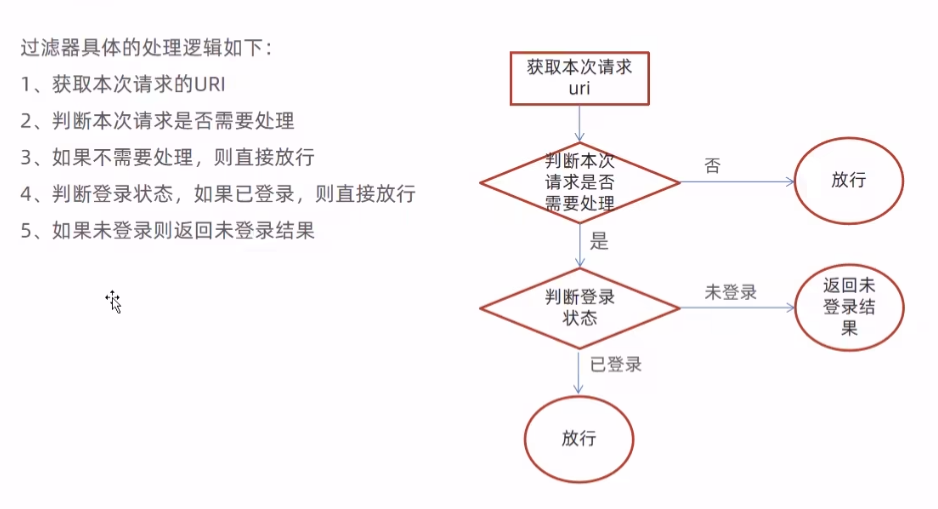 过滤器具体的处理逻辑如下：
1、获取本次请求的URI
2、判断本次请求是否需要处理
3、如果不需要处理，则直接放行
4、判断登录状态，如果已登录，则直接放行
5、如果未登录则返回未登录结果
获取本次请求
uri
判断本次
请求是否
需要处理
否
放行
是
判断登录
状态
未登录
返回未
登录结
果
已登录
放行